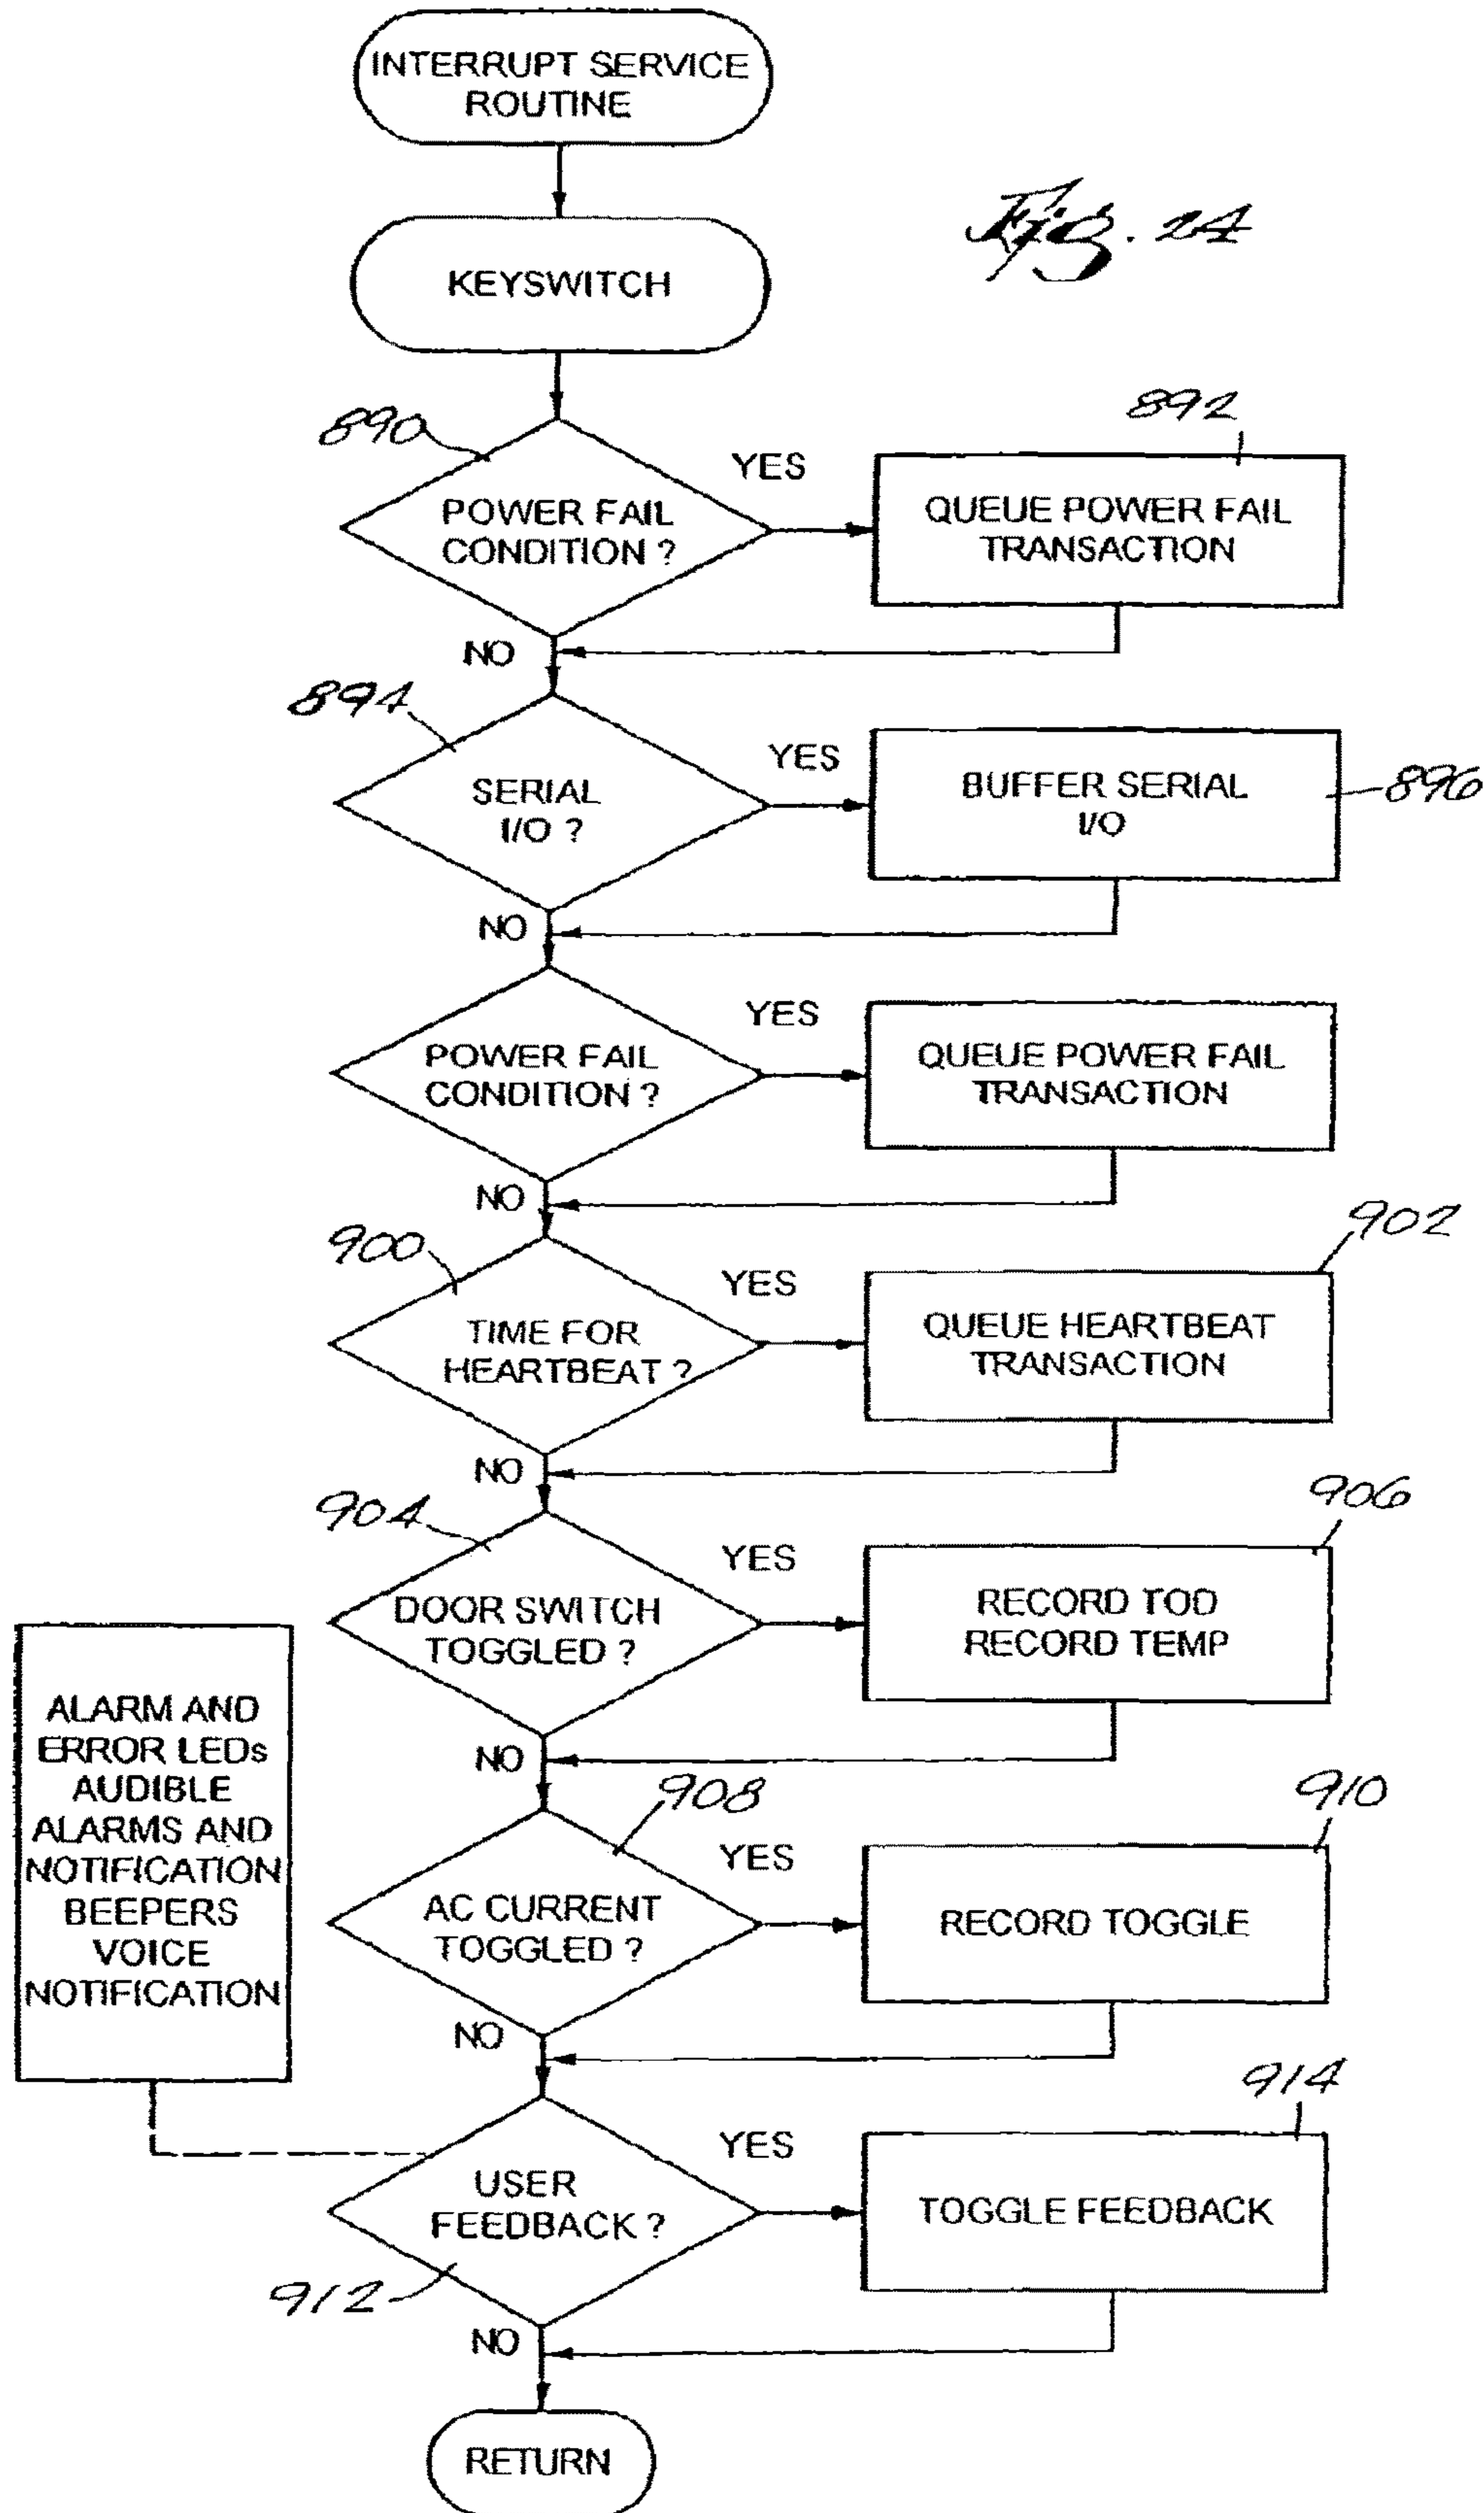 INTERRUPT SERVICE
ROUTINE
Fig. 24
KEYSWITCH
890
POWER FAIL
CONDITION ?
YES
892
QUEUE POWER FAIL
TRANSACTION
NO
894
SERIAL
I/O ?
YES
BUFFER SERIAL
I/O
896
NO
POWER FAIL
CONDITION ?
YES
QUEUE POWER FAIL
TRANSACTION
NO
900
TIME FOR
HEARTBEAT ?
YES
902
QUEUE HEARTBEAT
TRANSACTION
NO
904
DOOR SWITCH
TOGGLED ?
YES
906
RECORD TOD
RECORD TEMP
NO
ALARM AND
ERROR LEDs
AUDIBLE
ALARMS AND
NOTIFICATION
BEEPERS
VOICE
NOTIFICATION
908
AC CURRENT
TOGGLED ?
YES
910
RECORD TOGGLE
NO
USER
FEEDBACK ?
912
YES
914
TOGGLE FEEDBACK
NO
RETURN